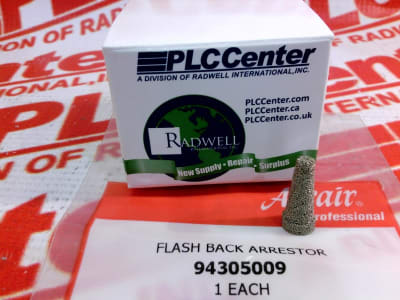 PLCCenter
A DIVISION OF RADWELL INTERNATIONAL, INC.
PLCCenter.com
PLCCenter.ca
PLCCenter.co.uk
RADWELL
New Supply · Repair · Surplus
Professional
FLASH BACK ARRESTOR
94305009
1 EACH